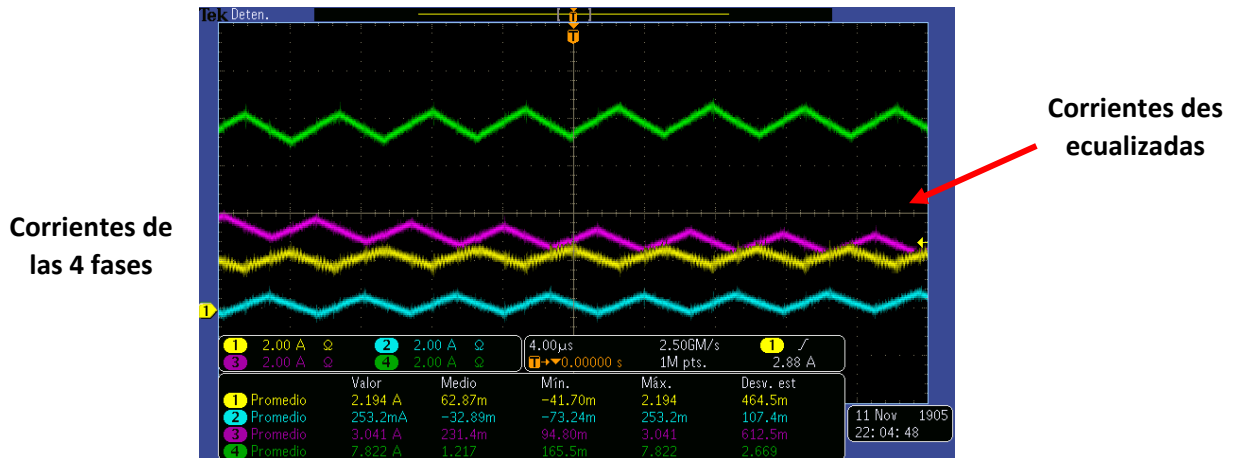 Tek Deten.
T
T
Corrientes des
ecualizadas
Corrientes de
las 4 fases
1
1 2.00 A Ω 2 2.00 A Ω
3 2.00 A Ω 4 2.00 A Ω
4.00µs 2.50GM/s 1
T→▼0.00000 s 1M pts. 2.88 A
Valor Medio Mín. Máx. Desv. est
1 Promedio 2.194 A 62.87m −41.70m 2.194 464.5m
2 Promedio 253.2mA −32.89m −73.24m 253.2m 107.4m
3 Promedio 3.041 A 231.4m 94.80m 3.041 612.5m
4 Promedio 7.822 A 1.217 165.5m 7.822 2.669
11 Nov 1905
22:04:48